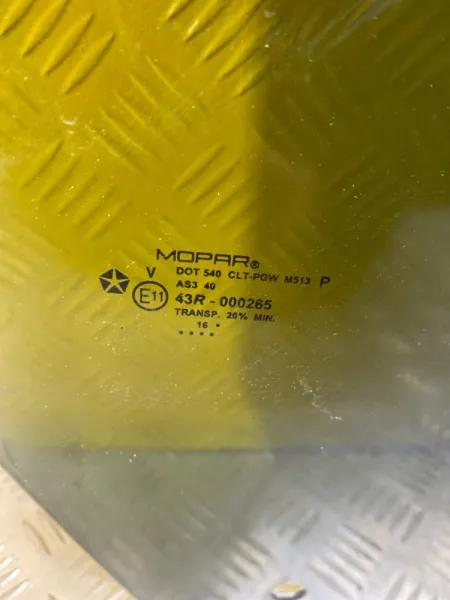 MOPAR®
V DOT 540 CLT-PGW M513 P
AS3 40
E11 43R - 000265
TRANSP. 20% MIN.
16 •
• • • •